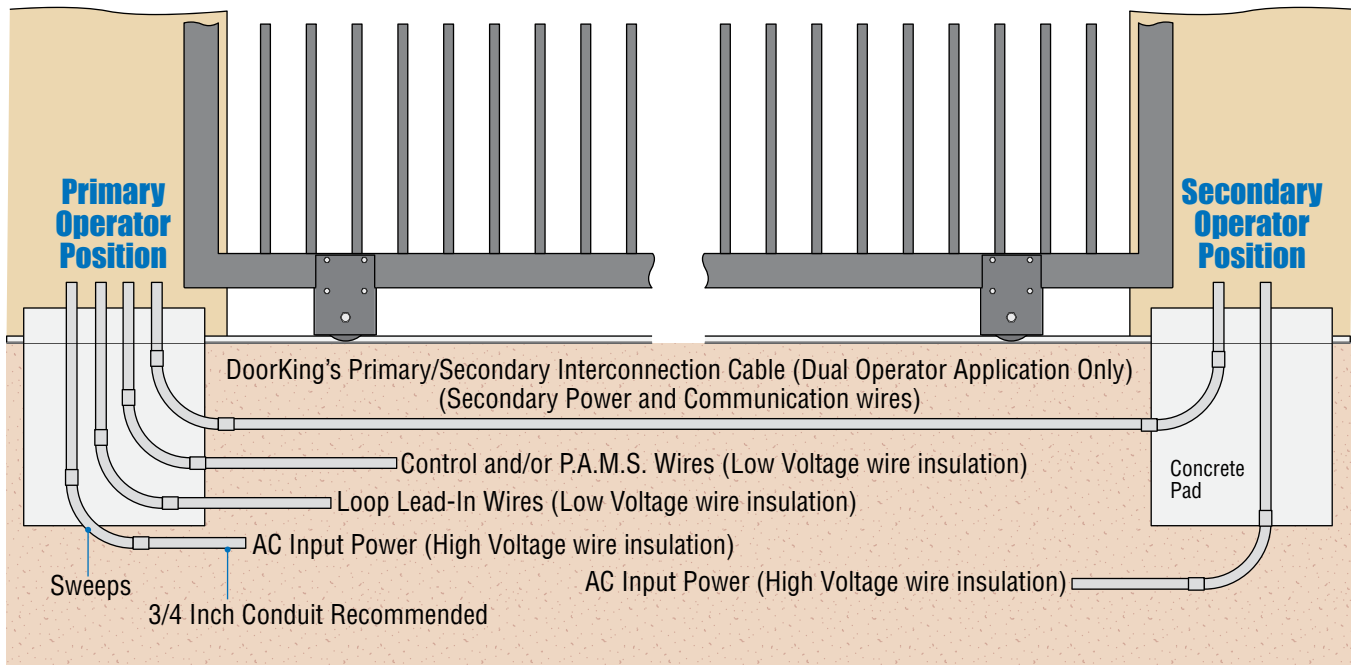 Primary
Operator
Position
Secondary
Operator
Position
DoorKing's Primary/Secondary Interconnection Cable (Dual Operator Application Only)
(Secondary Power and Communication wires)
Control and/or P.A.M.S. Wires (Low Voltage wire insulation)
Concrete
Pad
Loop Lead-In Wires (Low Voltage wire insulation)
AC Input Power (High Voltage wire insulation)
Sweeps
AC Input Power (High Voltage wire insulation)
3/4 Inch Conduit Recommended